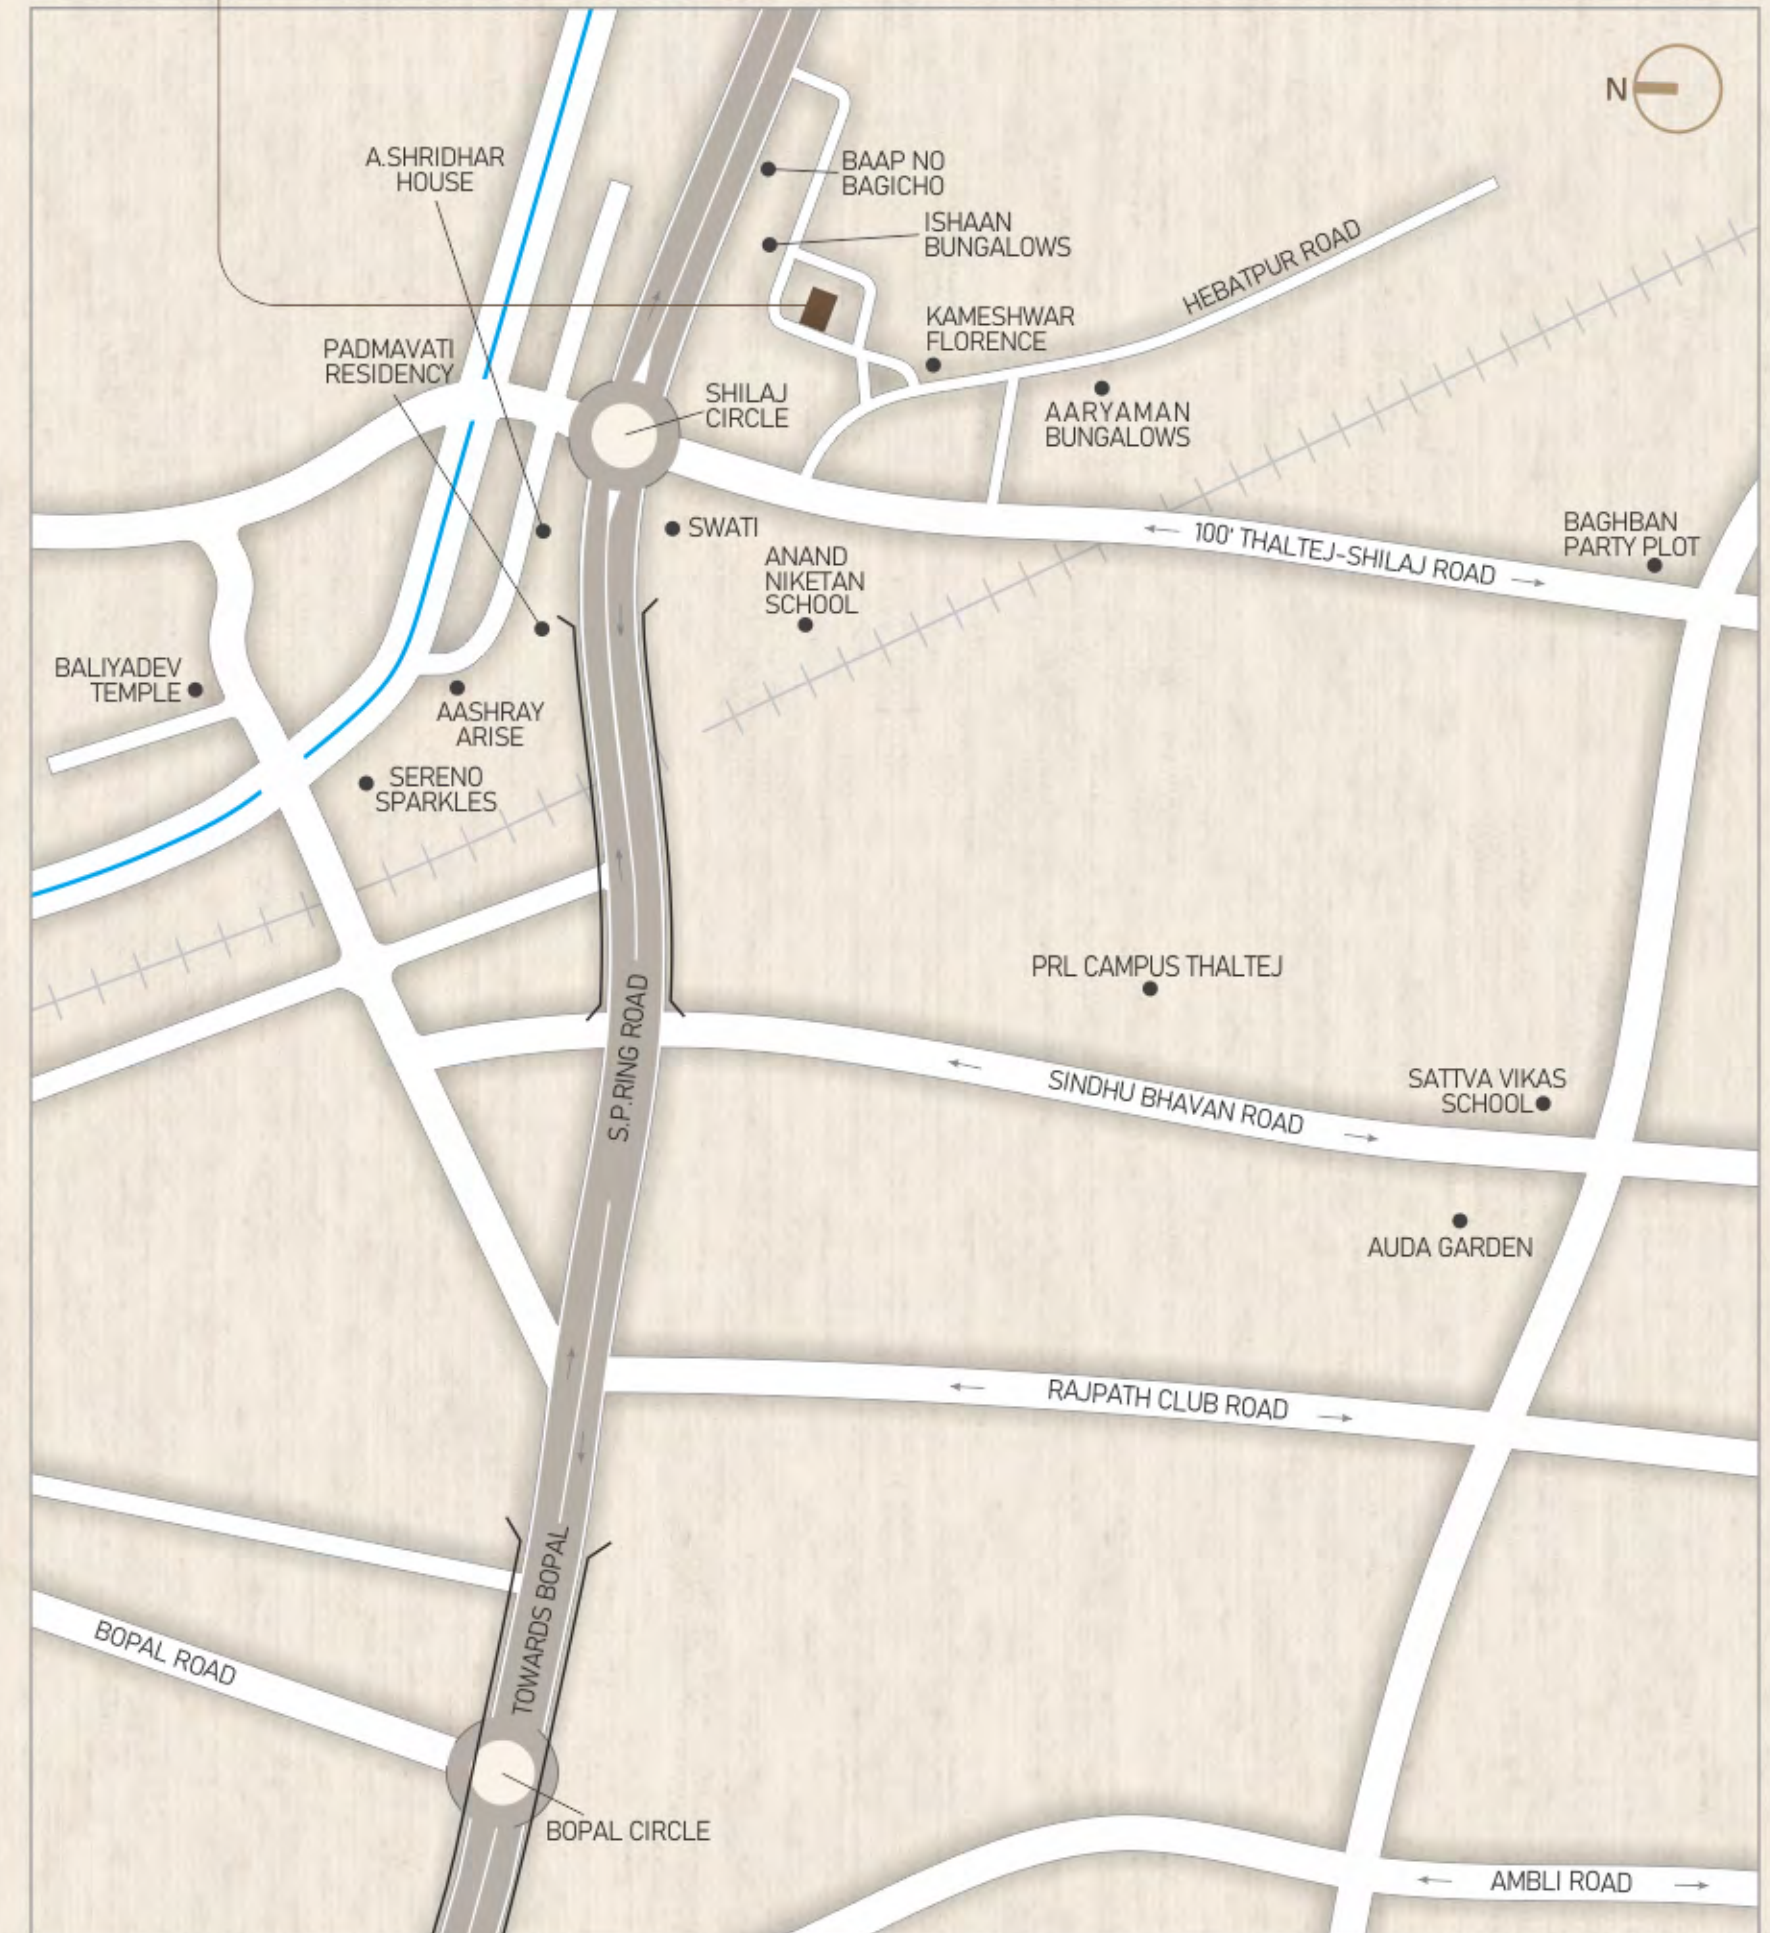 N
A.SHRIDHAR
HOUSE
BAAP NO
BAGICHO
ISHAAN
BUNGALOWS
HEBATPUR ROAD
KAMESHWAR
FLORENCE
PADMAVATI
RESIDENCY
SHILAJ
CIRCLE
AARYAMAN
BUNGALOWS
SWATI
100' THALTEJ-SHILAJ ROAD
BAGHBAN
PARTY PLOT
ANAND
NIKETAN
SCHOOL
BALIYADEV
TEMPLE
AASHRAY
ARISE
SERENO
SPARKLES
PRL CAMPUS THALTEJ
S.P.RING ROAD
SINDHU BHAVAN ROAD
SATTVA VIKAS
SCHOOL
AUDA GARDEN
RAJPATH CLUB ROAD
TOWARDS BOPAL
BOPAL ROAD
BOPAL CIRCLE
AMBLI ROAD